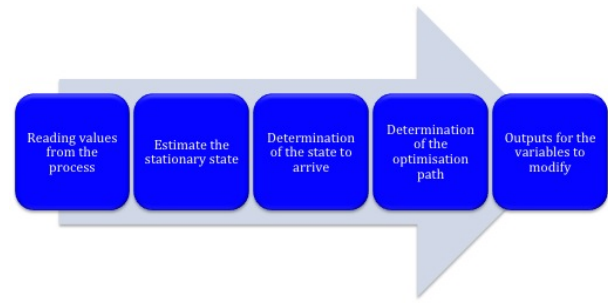 Reading values
from the
process
Estimate the
stationary state
Determination
of the state to
arrive
Determination
of the
optimisation
path
Outputs for the
variables to
modify